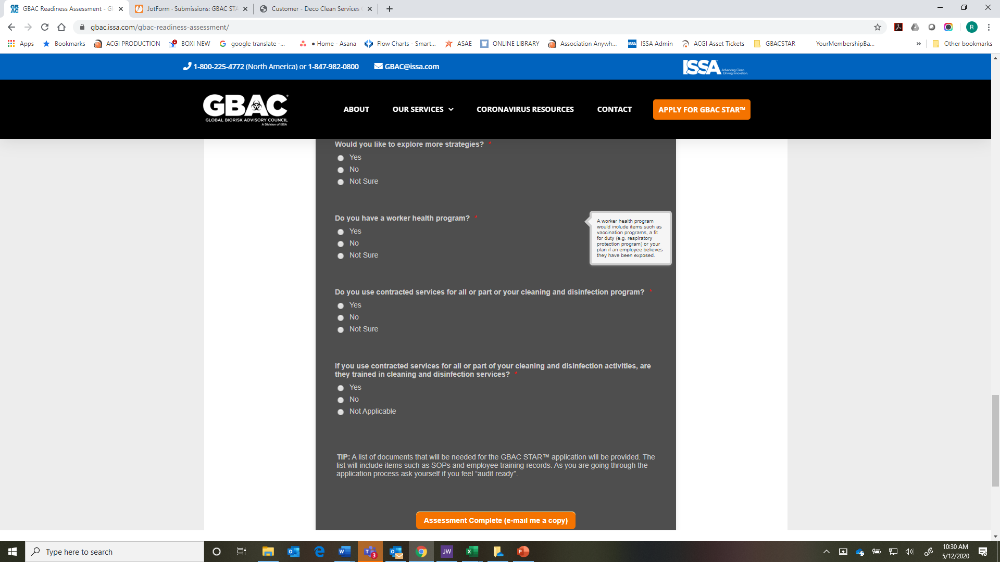 GBAC Readiness Assessment - G
JotForm · Submissions: GBAC STA
Customer - Deco Clean Services
gbac.issa.com/gbac-readiness-assessment/
R
Apps
Bookmarks
ACGI PRODUCTION
BOXI NEW
google translate -...
● Home - Asana
Flow Charts - Smart...
ASAE
ONLINE LIBRARY
Association Anywh...
ISSA Admin
ACGI Asset Tickets
GBACSTAR
YourMembershipBa...
»
Other bookmarks
1-800-225-4772 (North America) or 1-847-982-0800
GBAC@issa.com
ISSA
Advancing Clean.
Driving Innovation.
GBAC
GLOBAL BIORISK ADVISORY COUNCIL
A Division of ISSA
ABOUT
OUR SERVICES
CORONAVIRUS RESOURCES
CONTACT
APPLY FOR GBAC STAR™
Would you like to explore more strategies? *
Yes
No
Not Sure
Do you have a worker health program? *
Yes
No
Not Sure
A worker health program
would include items such as
vaccination programs, a fit
for duty (e.g. respiratory
protection program) or your
plan if an employee believes
they have been exposed.
Do you use contracted services for all or part or your cleaning and disinfection program? *
Yes
No
Not Sure
If you use contracted services for all or part of your cleaning and disinfection activities, are
they trained in cleaning and disinfection services? *
Yes
No
Not Applicable
TIP: A list of documents that will be needed for the GBAC STAR™ application will be provided. The
list will include items such as SOPs and employee training records. As you are going through the
application process ask yourself if you feel “audit ready”.
Assessment Complete (e-mail me a copy)
Type here to search
JW
3
10:30 AM
5/12/2020